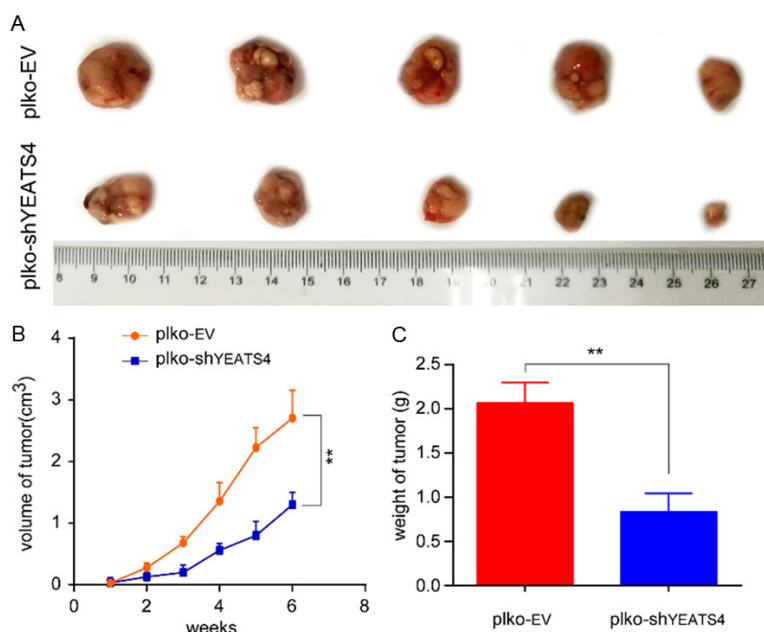 A
plko-EV
plko-shYEATS4
8 9 10 11 12 13 14 15 16 17 18 19 20 21 22 23 24 25 26 27
B
plko-EV
plko-shYEATS4
volume of tumor(cm3)
4
3
2
1
0
**
0 2 4 6 8
weeks
C
**
weight of tumor (g)
2.5
2.0
1.5
1.0
0.5
0.0
plko-EV plko-shYEATS4